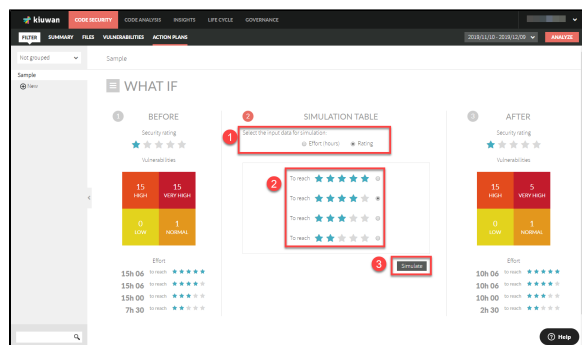 kiuwan CODE SECURITY CODE ANALYSIS INSIGHTS LIFE CYCLE GOVERNANCE
FILTER SUMMARY FILES VULNERABILITIES ACTION PLANS 2018/11/10 - 2018/12/09 ANALYZE
Not grouped Sample
Sample
New
WHAT IF
1 BEFORE
Security rating
Vulnerabilities
15 HIGH 15 VERY HIGH
0 LOW 1 NORMAL
Effort
15h 06 to reach
15h 06 to reach
15h 00 to reach
7h 30 to reach
2 SIMULATION TABLE
1 Select the input data for simulation:
Effort (hours) Rating
2 To reach
To reach
To reach
To reach
3 Simulate
3 AFTER
Security rating
Vulnerabilities
15 HIGH 5 VERY HIGH
0 LOW 1 NORMAL
Effort
10h 06 to reach
10h 06 to reach
10h 00 to reach
2h 30 to reach
Help